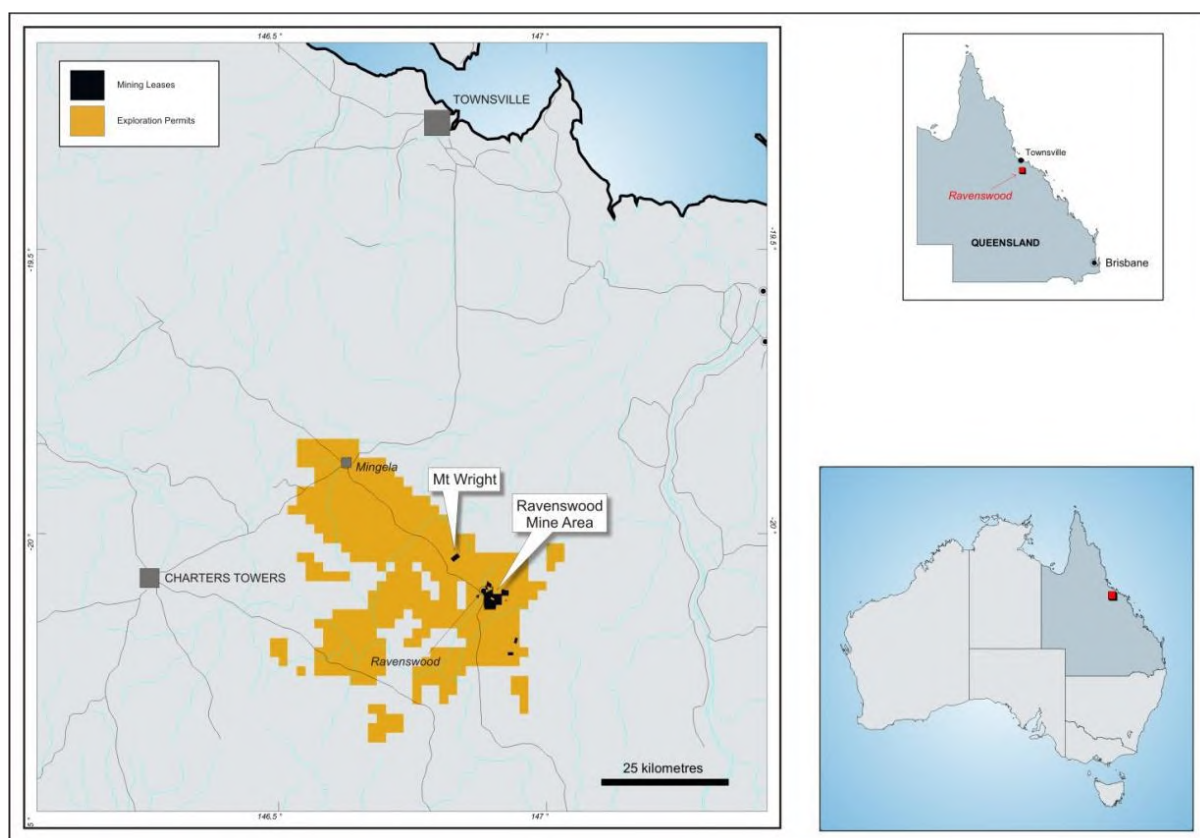 146.5 °
147 °
Mining Leases
Exploration Permits
TOWNSVILLE
-19.5 °
-19.5 °
Mingela
Mt Wright
Ravenswood
Mine Area
-20 °
-20 °
CHARTERS TOWERS
Ravenswood
25 kilometres
146.5 °
147 °
Townsville
Ravenswood
QUEENSLAND
Brisbane